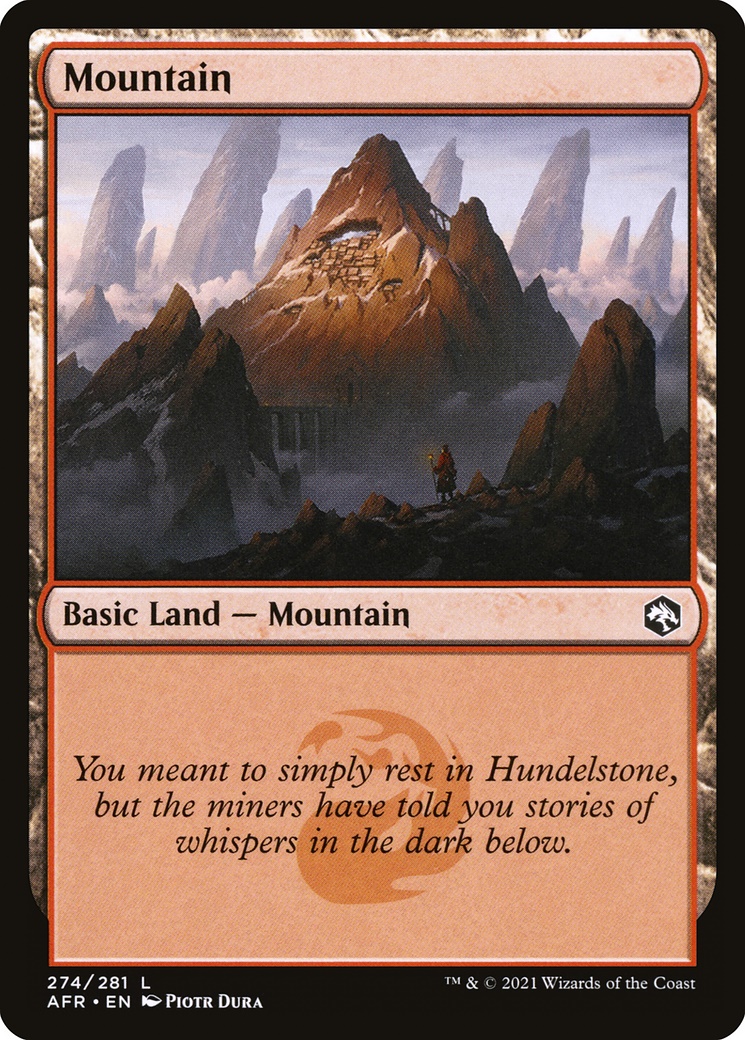 Mountain
Basic Land — Mountain
You meant to simply rest in Hundelstone,
but the miners have told you stories of
whispers in the dark below.
274/281 L
™ & © 2021 Wizards of the Coast
AFR • EN Piotr Dura